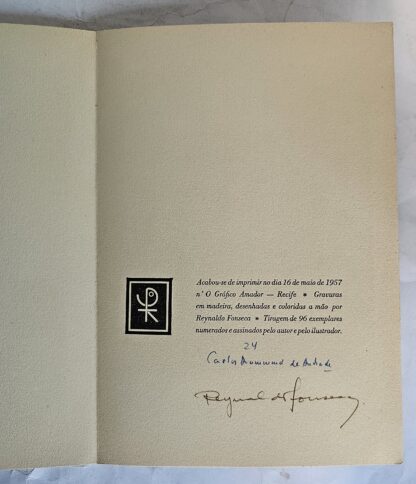 Acabou-se de imprimir no dia 16 de maio de 1957
n' O Gráfico Amador — Recife • Gravuras
em madeira, desenhadas e coloridas a mão por
Reynaldo Fonseca • Tiragem de 96 exemplares
numerados e assinados pelo autor e pelo ilustrador.
24
Carlos Drummond de Andrade
Reynaldo Fonseca